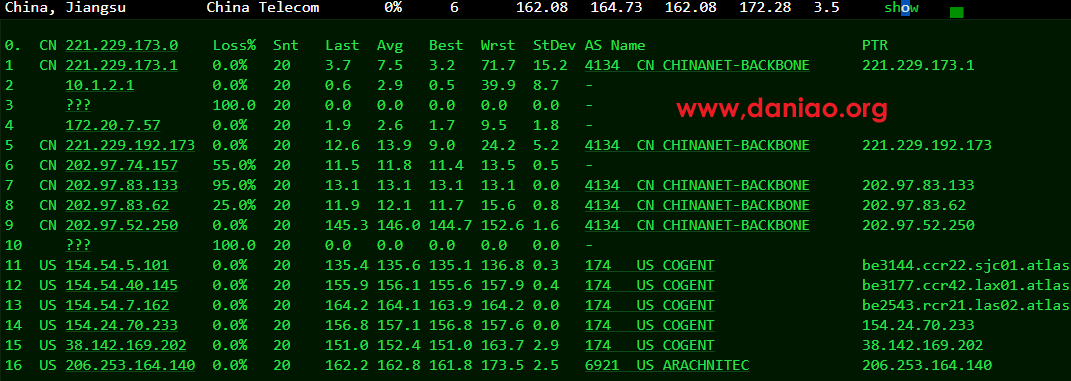 China, Jiangsu China Telecom 0% 6 162.08 164.73 162.08 172.28 3.5 show
0. CN 221.229.173.0 Loss% Snt Last Avg Best Wrst StDev AS Name PTR
1 CN 221.229.173.1 0.0% 20 3.7 7.5 3.2 71.7 15.2 4134 CN CHINANET-BACKBONE 221.229.173.1
2 10.1.2.1 0.0% 20 0.6 2.9 0.5 39.9 8.7 -
3 ??? 100.0 20 0.0 0.0 0.0 0.0 0.0 -
www,daniao.org
4 172.20.7.57 0.0% 20 1.9 2.6 1.7 9.5 1.8 -
5 CN 221.229.192.173 0.0% 20 12.6 13.9 9.0 24.2 5.2 4134 CN CHINANET-BACKBONE 221.229.192.173
6 CN 202.97.74.157 55.0% 20 11.5 11.8 11.4 13.5 0.5 -
7 CN 202.97.83.133 95.0% 20 13.1 13.1 13.1 13.1 0.0 4134 CN CHINANET-BACKBONE 202.97.83.133
8 CN 202.97.83.62 25.0% 20 11.9 12.1 11.7 15.6 0.8 4134 CN CHINANET-BACKBONE 202.97.83.62
9 CN 202.97.52.250 0.0% 20 145.3 146.0 144.7 152.6 1.6 4134 CN CHINANET-BACKBONE 202.97.52.250
10 ??? 100.0 20 0.0 0.0 0.0 0.0 0.0 -
11 US 154.54.5.101 0.0% 20 135.4 135.6 135.1 136.8 0.3 174 US COGENT be3144.ccr22.sjc01.atlas
12 US 154.54.40.145 0.0% 20 155.9 156.1 155.6 157.9 0.4 174 US COGENT be3177.ccr42.lax01.atlas
13 US 154.54.7.162 0.0% 20 164.2 164.1 163.9 164.2 0.0 174 US COGENT be2543.rcr21.las02.atlas
14 US 154.24.70.233 0.0% 20 156.8 157.1 156.8 157.6 0.0 174 US COGENT 154.24.70.233
15 US 38.142.169.202 0.0% 20 151.0 152.4 151.0 163.7 2.9 174 US COGENT 38.142.169.202
16 US 206.253.164.140 0.0% 20 162.2 162.8 161.8 173.5 2.5 6921 US ARACHNITEC 206.253.164.140